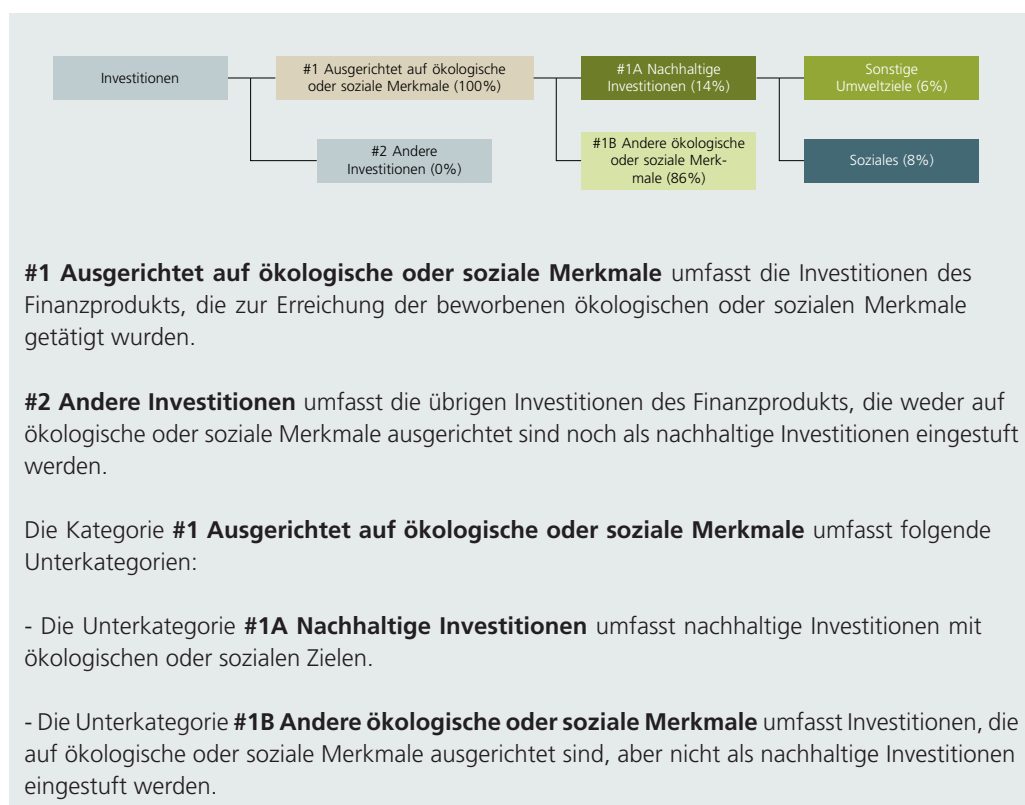 Investitionen
#1 Ausgerichtet auf ökologische
oder soziale Merkmale (100%)
#1A Nachhaltige
Investitionen (14%)
Sonstige
Umweltziele (6%)
#2 Andere
Investitionen (0%)
#1B Andere ökologische
oder soziale Merk-
male (86%)
Soziales (8%)
#1 Ausgerichtet auf ökologische oder soziale Merkmale umfasst die Investitionen des
Finanzprodukts, die zur Erreichung der beworbenen ökologischen oder sozialen Merkmale
getätigt wurden.
#2 Andere Investitionen umfasst die übrigen Investitionen des Finanzprodukts, die weder auf
ökologische oder soziale Merkmale ausgerichtet sind noch als nachhaltige Investitionen eingestuft
werden.
Die Kategorie #1 Ausgerichtet auf ökologische oder soziale Merkmale umfasst folgende
Unterkategorien:
- Die Unterkategorie #1A Nachhaltige Investitionen umfasst nachhaltige Investitionen mit
ökologischen oder sozialen Zielen.
- Die Unterkategorie #1B Andere ökologische oder soziale Merkmale umfasst Investitionen, die
auf ökologische oder soziale Merkmale ausgerichtet sind, aber nicht als nachhaltige Investitionen
eingestuft werden.